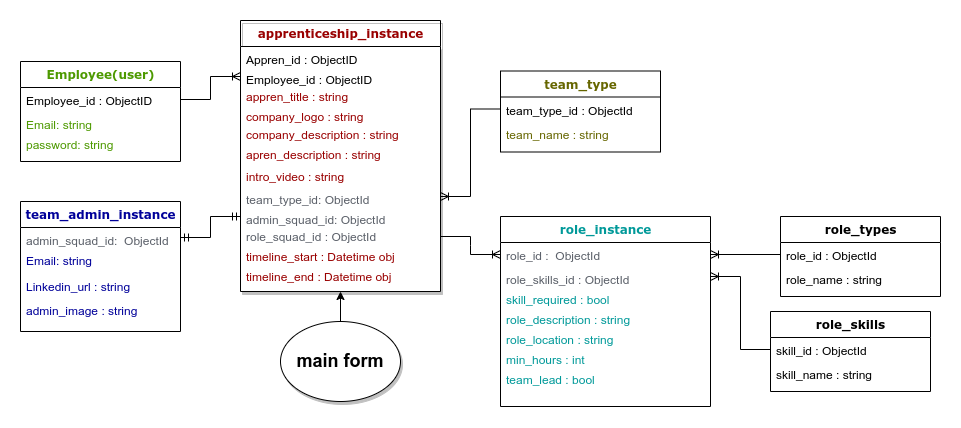 Employee(user)
Employee_id : ObjectID
Email: string
password: string
team_admin_instance
admin_squad_id:  ObjectId
Email: string
Linkedin_url : string
admin_image : string
apprenticeship_instance
Appren_id : ObjectID
Employee_id : ObjectID
appren_title : string
company_logo : string
company_description : string
apren_description : string
intro_video : string
team_type_id: ObjectId
admin_squad_id: ObjectId
role_squad_id : ObjectId
timeline_start : Datetime obj
timeline_end : Datetime obj
main form
team_type
team_type_id : ObjectId
team_name : string
role_instance
role_id :  ObjectId
role_skills_id : ObjectId
skill_required : bool
role_description : string
role_location : string
min_hours : int
team_lead : bool
role_types
role_id : ObjectId
role_name : string
role_skills
skill_id : ObjectId
skill_name : string